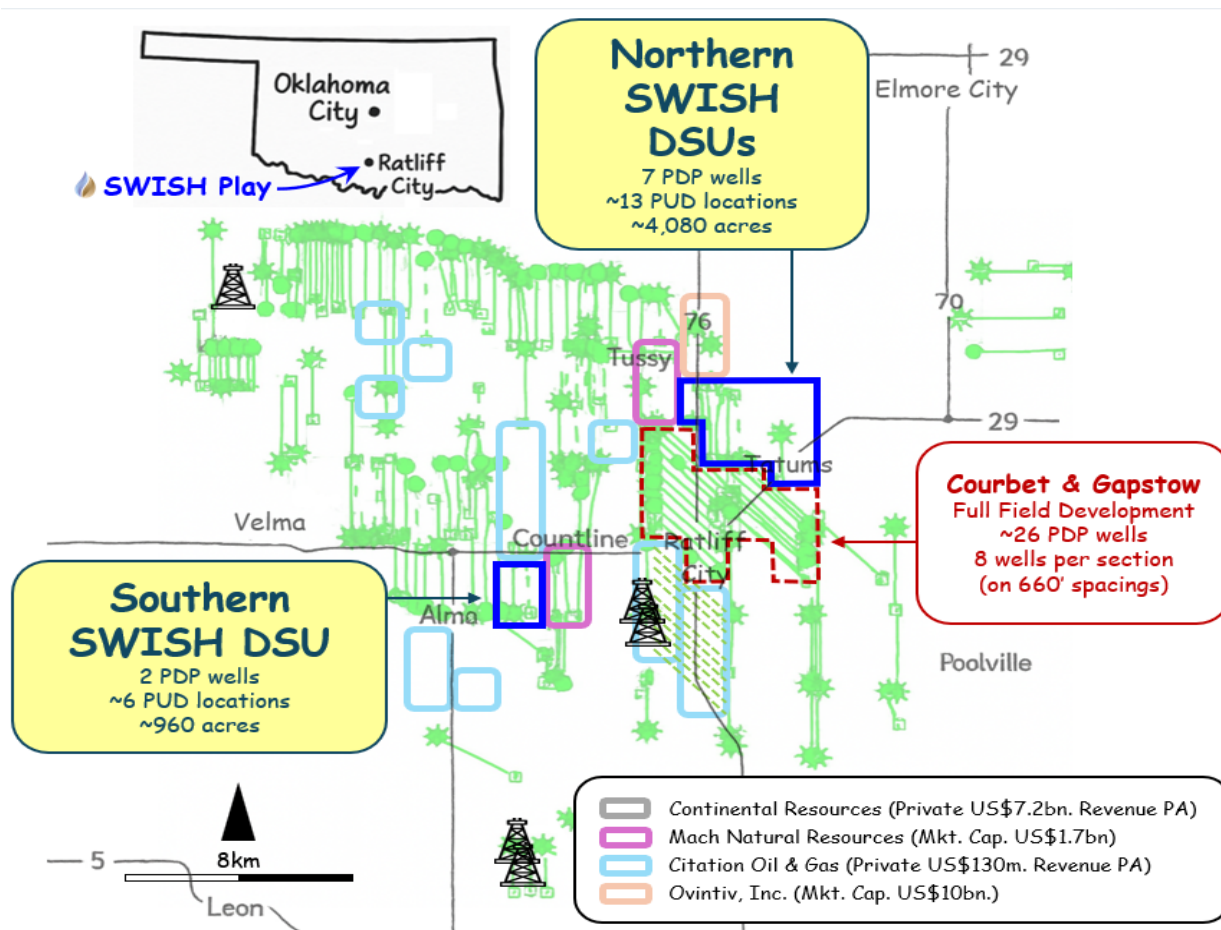 Oklahoma
City
Ratliff
City
SWISH Play
Northern
SWISH
DSUs
7 PDP wells
~13 PUD locations
~4,080 acres
29
Elmore City
70
76
Tussy
29
Tatums
Courbet & Gapstow
Full Field Development
~26 PDP wells
8 wells per section
(on 660' spacings)
Velma
Countline
Ratliff
City
Southern
SWISH DSU
2 PDP wells
~6 PUD locations
~960 acres
Alma
Poolville
8km
5
Leon
Continental Resources (Private US$7.2bn. Revenue PA)
Mach Natural Resources (Mkt. Cap. US$1.7bn)
Citation Oil & Gas (Private US$130m. Revenue PA)
Ovintiv, Inc. (Mkt. Cap. US$10bn.)